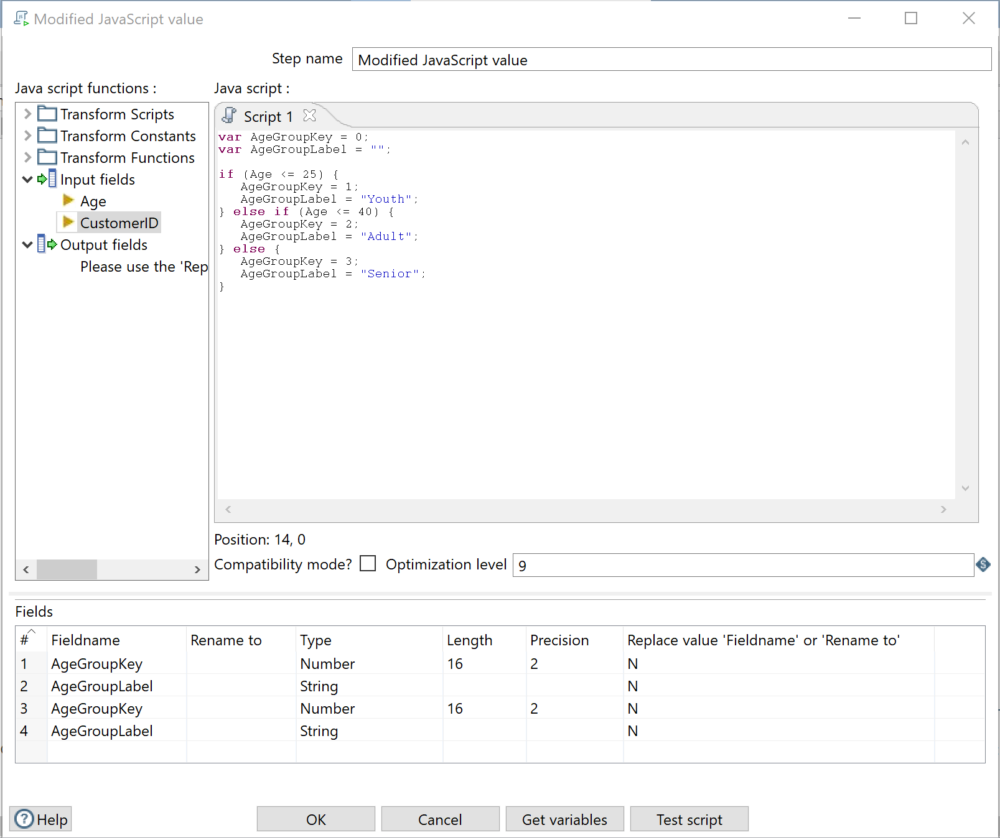 Modified JavaScript value
Step name Modified JavaScript value
Java script functions :
Transform Scripts
Transform Constants
Transform Functions
Input fields
Age
CustomerID
Output fields
Please use the 'Rep
Java script :
Script 1
var AgeGroupKey = 0;
var AgeGroupLabel = "";
if (Age <= 25) {
AgeGroupKey = 1;
AgeGroupLabel = "Youth";
} else if (Age <= 40) {
AgeGroupKey = 2;
AgeGroupLabel = "Adult";
} else {
AgeGroupKey = 3;
AgeGroupLabel = "Senior";
}
Position: 14, 0
Compatibility mode? Optimization level 9
Fields
# Fieldname Rename to Type Length Precision Replace value 'Fieldname' or 'Rename to'
1 AgeGroupKey Number 16 2 N
2 AgeGroupLabel String N
3 AgeGroupKey Number 16 2 N
4 AgeGroupLabel String N
Help OK Cancel Get variables Test script